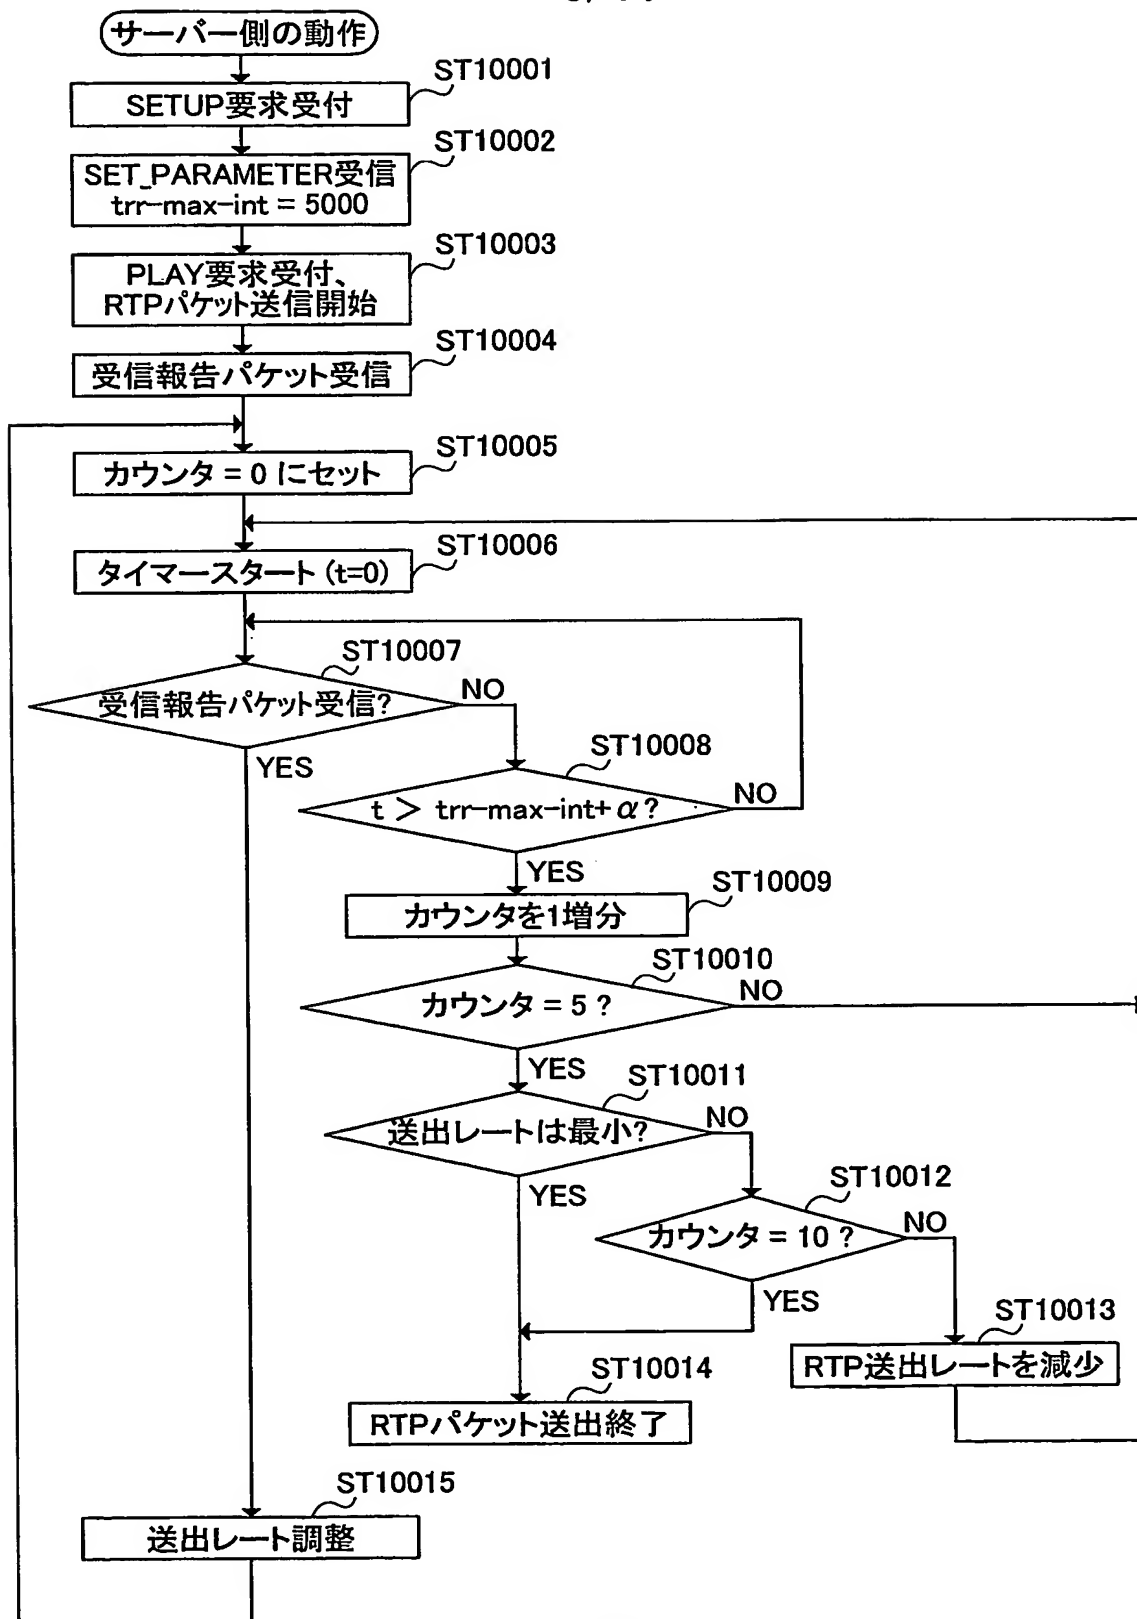 サーバー側の動作
ST10001
SETUP要求受付
ST10002
SET_PARAMETER受信
trr-max-int = 5000
ST10003
PLAY要求受付、
RTPパケット送信開始
ST10004
受信報告パケット受信
ST10005
カウンタ = 0 にセット
ST10006
タイマースタート (t=0)
ST10007
受信報告パケット受信?
NO
YES
ST10008
t > trr-max-int+α?
NO
YES
ST10009
カウンタを1増分
ST10010
カウンタ = 5 ?
NO
YES
ST10011
送出レートは最小?
NO
YES
ST10012
カウンタ = 10 ?
NO
YES
ST10013
RTP送出レートを減少
ST10014
RTPパケット送出終了
ST10015
送出レート調整